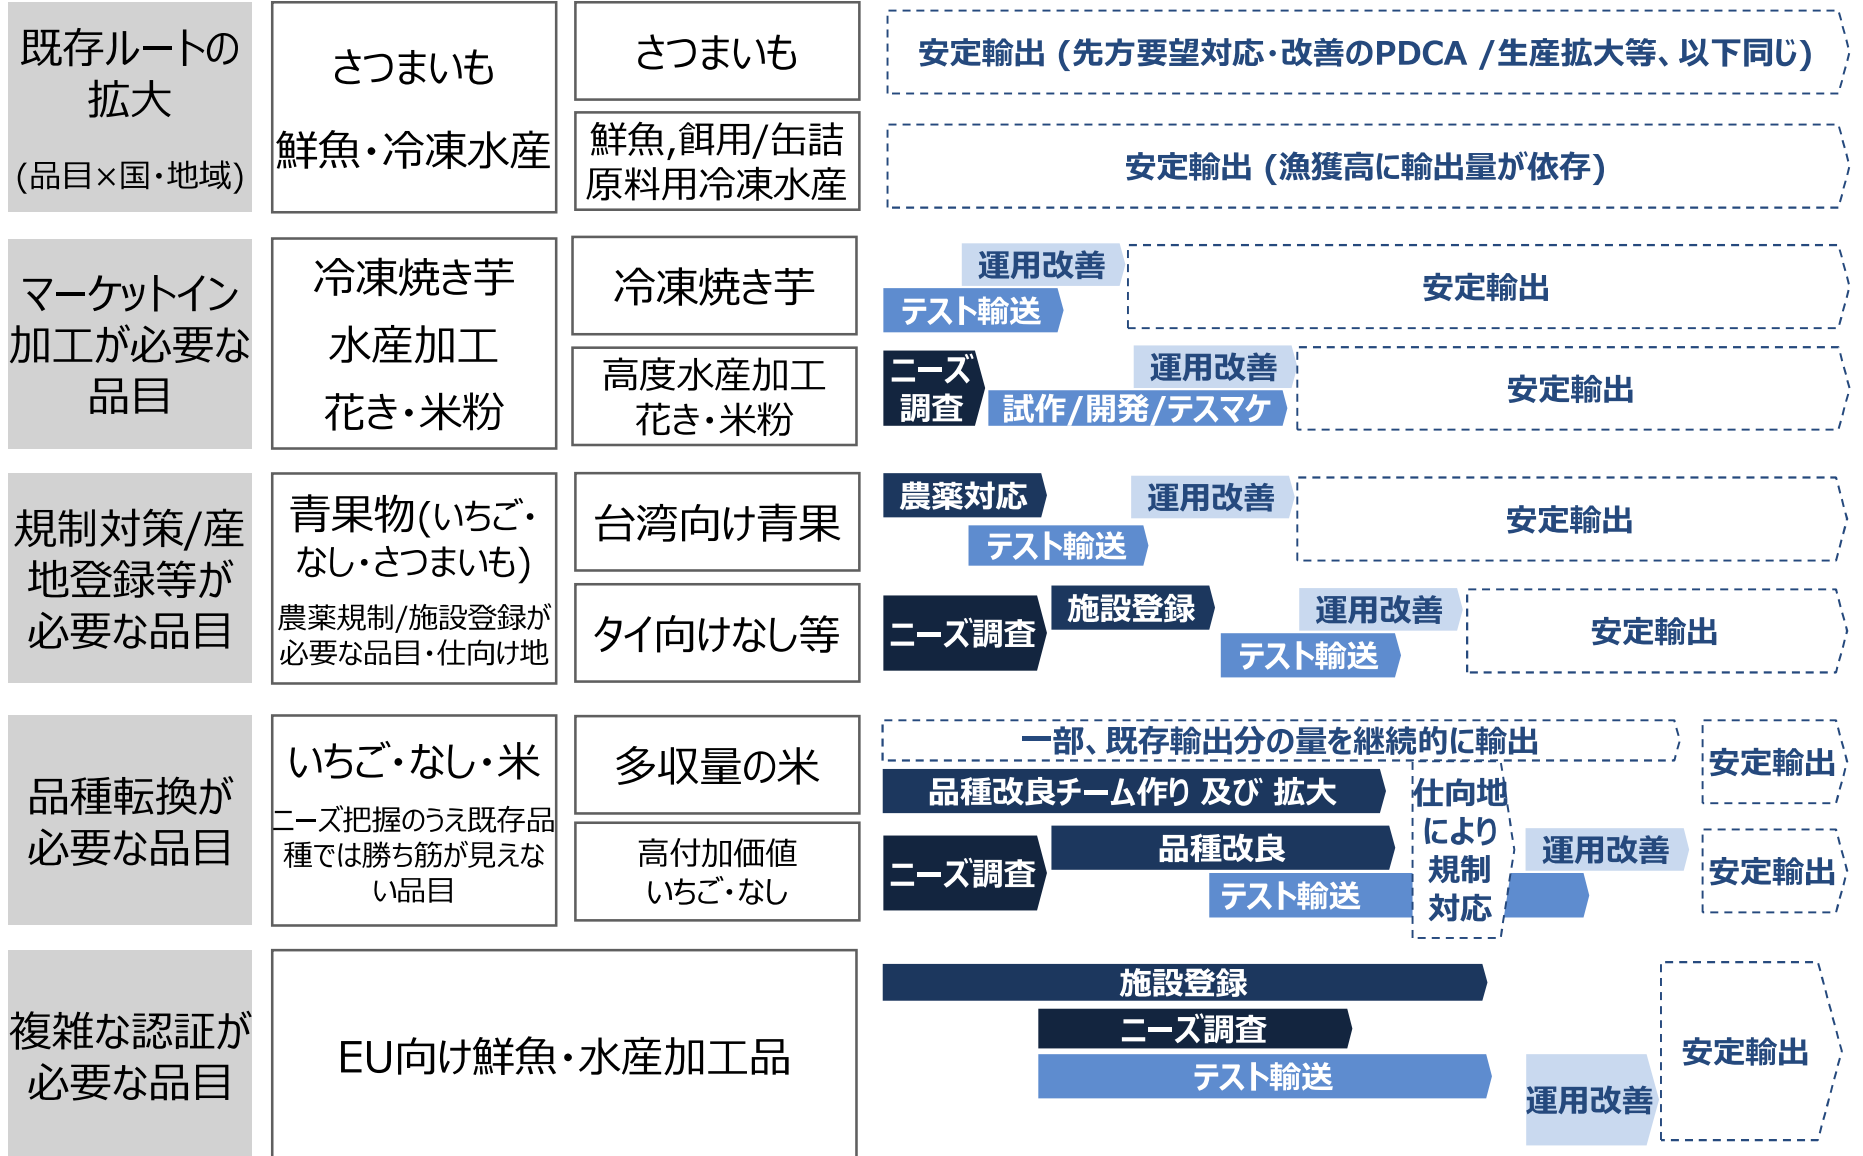 既存ルートの
拡大
(品目×国・地域)
さつまいも
鮮魚・冷凍水産
さつまいも
鮮魚,餌用/缶詰
原料用冷凍水産
安定輸出 (先方要望対応・改善のPDCA /生産拡大等、以下同じ)
安定輸出 (漁獲高に輸出量が依存)
マーケットイン
加工が必要な
品目
冷凍焼き芋
水産加工
花き・米粉
冷凍焼き芋
高度水産加工
花き・米粉
運用改善
テスト輸送
安定輸出
ニーズ
調査
運用改善
試作/開発/テスマケ
安定輸出
規制対策/産
地登録等が
必要な品目
青果物(いちご・
なし・さつまいも)
農薬規制/施設登録が
必要な品目・仕向け地
台湾向け青果
タイ向けなし等
農薬対応
テスト輸送
運用改善
安定輸出
ニーズ調査
施設登録
テスト輸送
運用改善
安定輸出
品種転換が
必要な品目
いちご・なし・米
ニーズ把握のうえ既存品
種では勝ち筋が見えな
い品目
多収量の米
高付加価値
いちご・なし
一部、既存輸出分の量を継続的に輸出
安定輸出
品種改良チーム作り 及び 拡大
ニーズ調査
品種改良
テスト輸送
仕向地
により
規制
対応
運用改善
安定輸出
複雑な認証が
必要な品目
EU向け鮮魚・水産加工品
施設登録
ニーズ調査
テスト輸送
運用改善
安定輸出